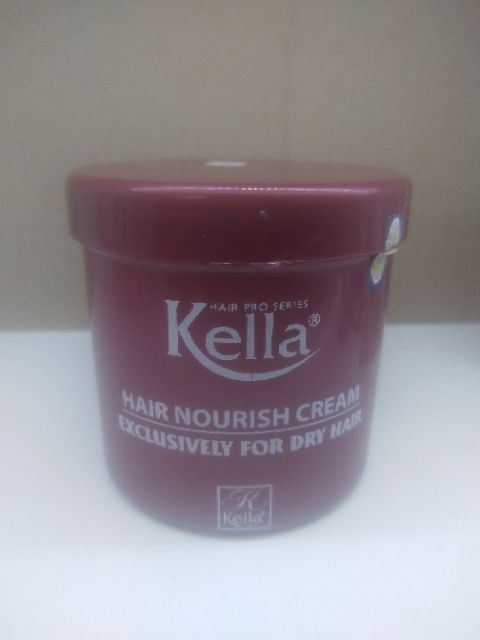 HAIR PRO SERIES
Kella®
HAIR NOURISH CREAM
EXCLUSIVELY FOR DRY HAIR
K
Kella®